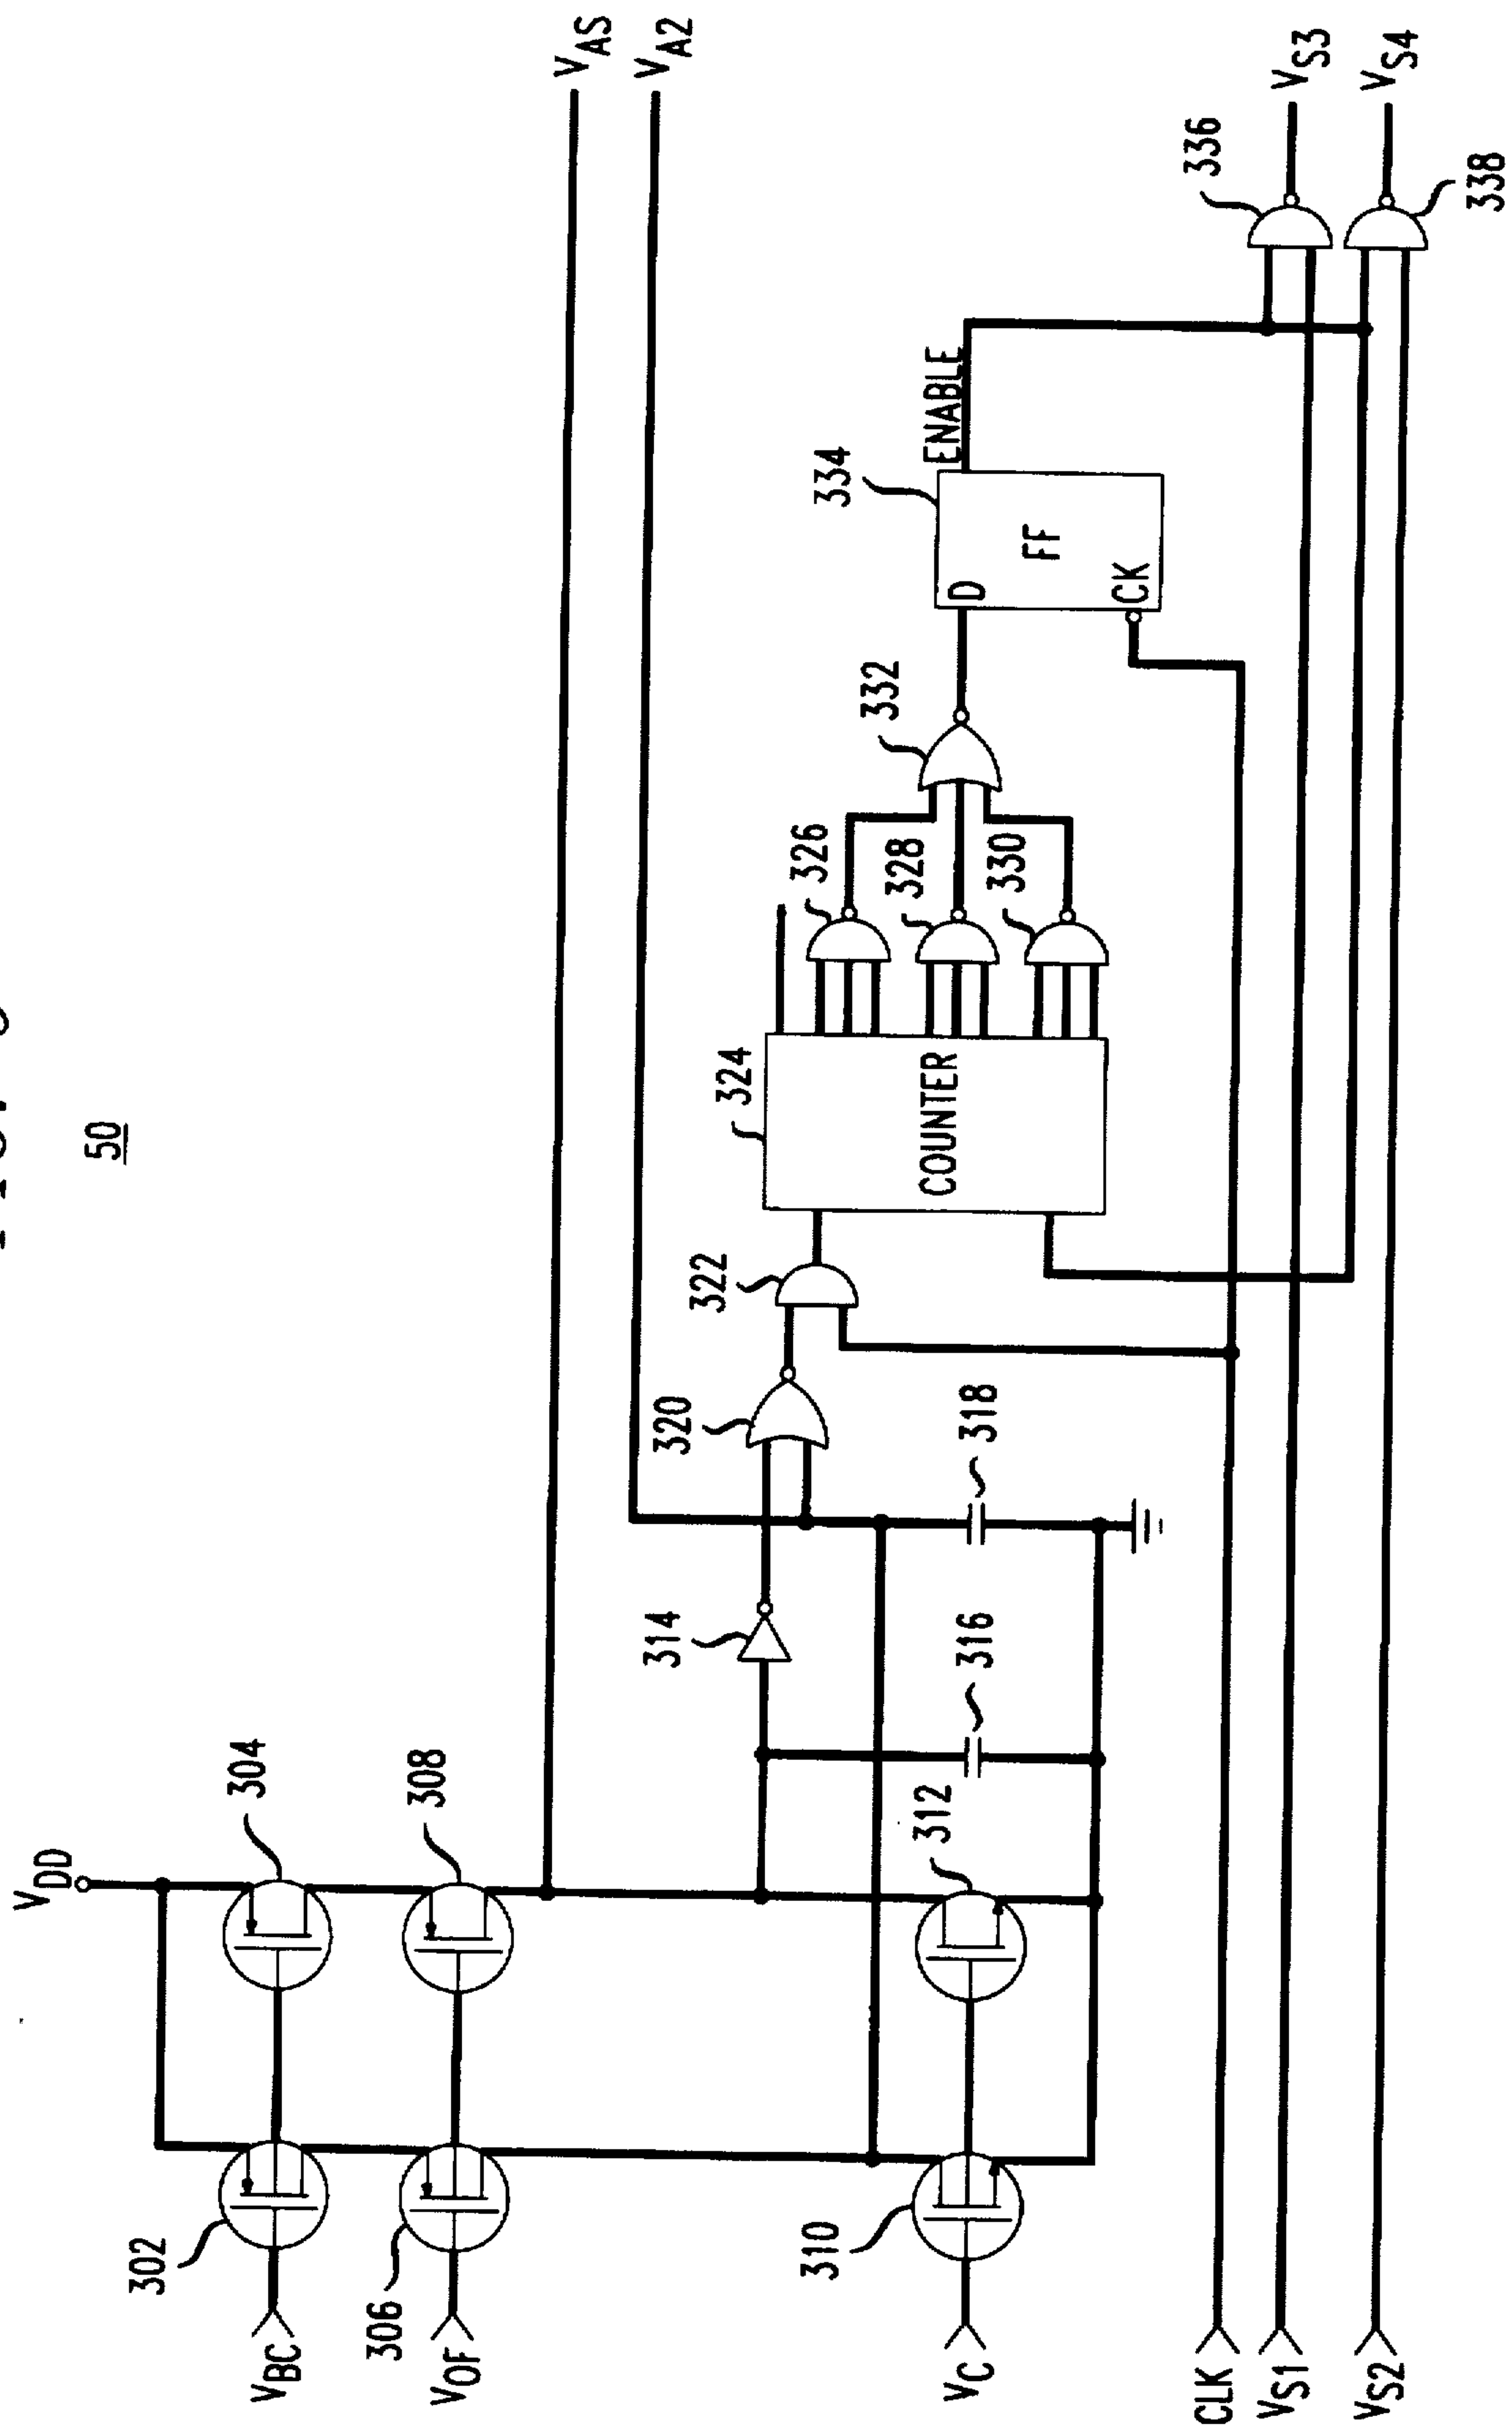 50
V_DD
V_AS
V_A2
302
304
V_BC
306
308
V_OF
310
312
V_C
314
316
318
320
322
324
COUNTER
326
328
330
332
334
D
FF
CK
ENABLE
336
V_S3
338
V_S4
CLK
V_S1
V_S2